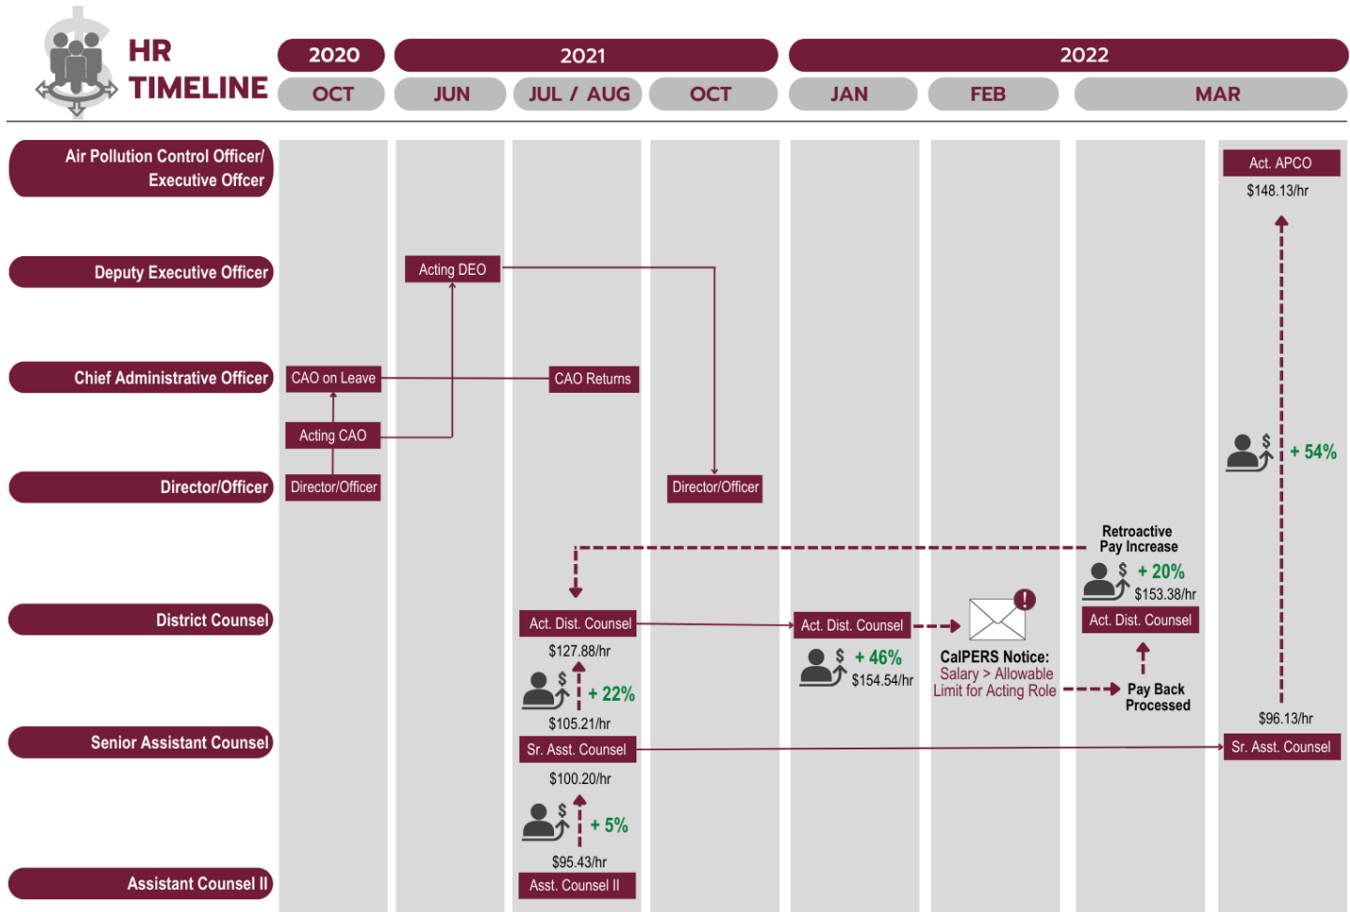 HR
TIMELINE
2020
2021
2022
OCT
JUN
JUL / AUG
OCT
JAN
FEB
MAR
Air Pollution Control Officer/
Executive Offcer
Act. APCO
$148.13/hr
Deputy Executive Officer
Acting DEO
Chief Administrative Officer
CAO on Leave
CAO Returns
Acting CAO
$
+ 54%
Director/Officer
Director/Officer
Director/Officer
Retroactive
Pay Increase
$
+ 20%
$153.38/hr
District Counsel
Act. Dist. Counsel
Act. Dist. Counsel
!
Act. Dist. Counsel
$127.88/hr
$
+ 46%
$154.54/hr
CalPERS Notice:
Salary > Allowable
Limit for Acting Role
Pay Back
Processed
$
+ 22%
$105.21/hr
$96.13/hr
Senior Assistant Counsel
Sr. Asst. Counsel
Sr. Asst. Counsel
$100.20/hr
$
+ 5%
$95.43/hr
Assistant Counsel II
Asst. Counsel II